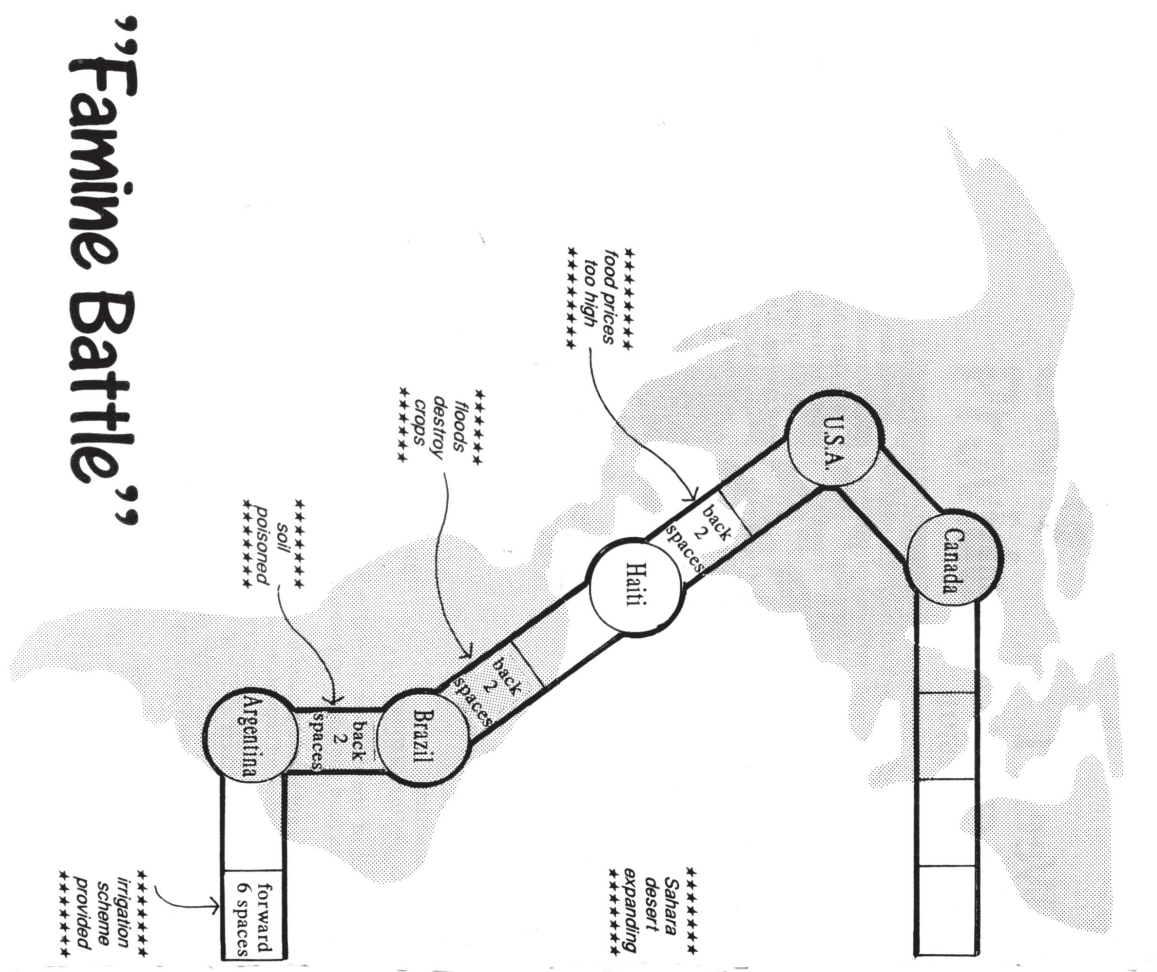 "Famine Battle"
Canada
U.S.A.
food prices
too high
back
2
spaces
Haiti
floods
destroy
crops
back
2
spaces
Brazil
soil
poisoned
back
2
spaces
Argentina
Sahara
desert
expanding
forward
6 spaces
irrigation
scheme
provided